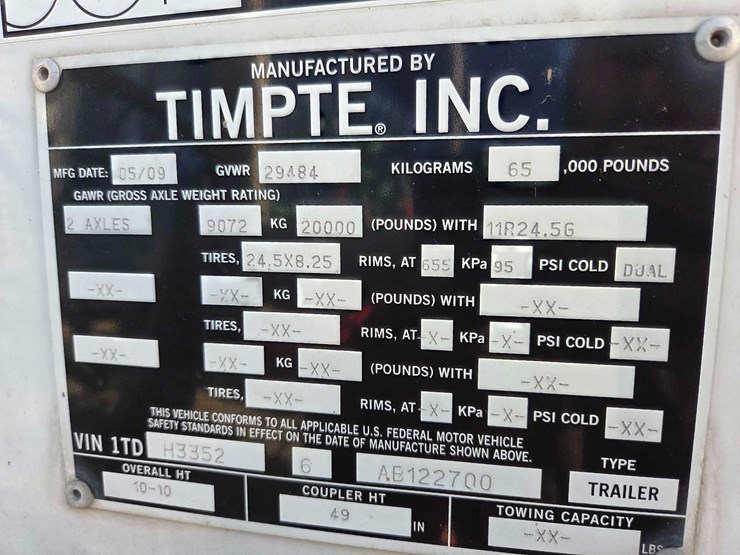 MANUFACTURED BY
TIMPTE® INC.
MFG DATE: 05/09 GVWR 29484 KILOGRAMS 65 ,000 POUNDS
GAWR (GROSS AXLE WEIGHT RATING)
2 AXLES 9072 KG 20000 (POUNDS) WITH 11R24.5G
TIRES, 24.5X8.25 RIMS, AT 655 KPa 95 PSI COLD DUAL
-XX- -XX- KG -XX- (POUNDS) WITH -XX-
TIRES, -XX- RIMS, AT -X- KPa -X- PSI COLD -XX-
-XX- -XX- KG -XX- (POUNDS) WITH -XX-
TIRES, -XX- RIMS, AT -X- KPa -X- PSI COLD -XX-
THIS VEHICLE CONFORMS TO ALL APPLICABLE U.S. FEDERAL MOTOR VEHICLE
SAFETY STANDARDS IN EFFECT ON THE DATE OF MANUFACTURE SHOWN ABOVE.
VIN 1TD H3352 6 AB122700 TYPE
TRAILER
OVERALL HT
10-10
COUPLER HT
49 IN
TOWING CAPACITY
-XX- LBS